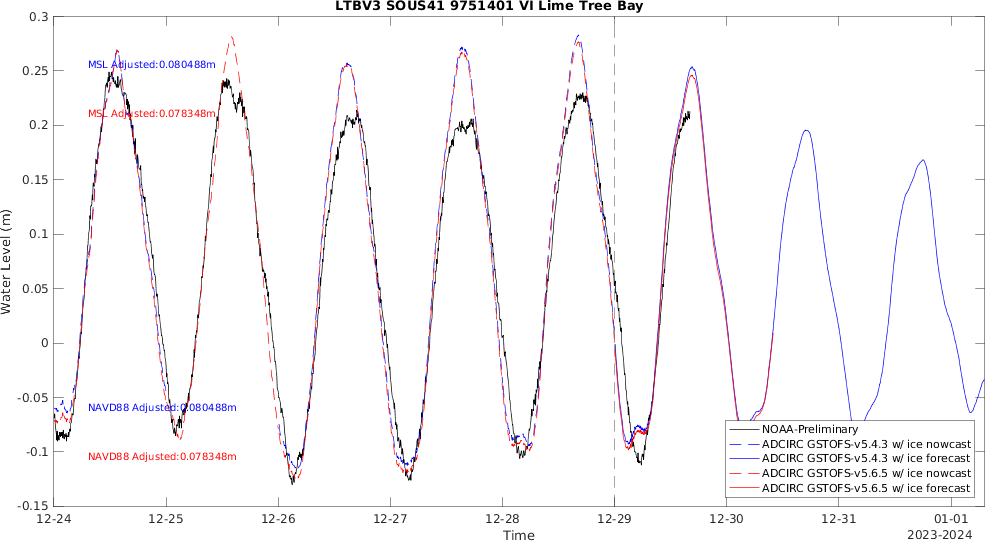 LTBV3 SOUS41 9751401 VI Lime Tree Bay
0.3
0.25
0.2
0.15
0.1
0.05
0
-0.05
-0.1
-0.15
Water Level (m)
MSL Adjusted:0.080488m
MSL Adjusted:0.078348m
NAVD88 Adjusted:0.080488m
NAVD88 Adjusted:0.078348m
NOAA-Preliminary
ADCIRC GSTOFS-v5.4.3 w/ ice nowcast
ADCIRC GSTOFS-v5.4.3 w/ ice forecast
ADCIRC GSTOFS-v5.6.5 w/ ice nowcast
ADCIRC GSTOFS-v5.6.5 w/ ice forecast
12-24
12-25
12-26
12-27
12-28
12-29
12-30
12-31
01-01
Time
2023-2024